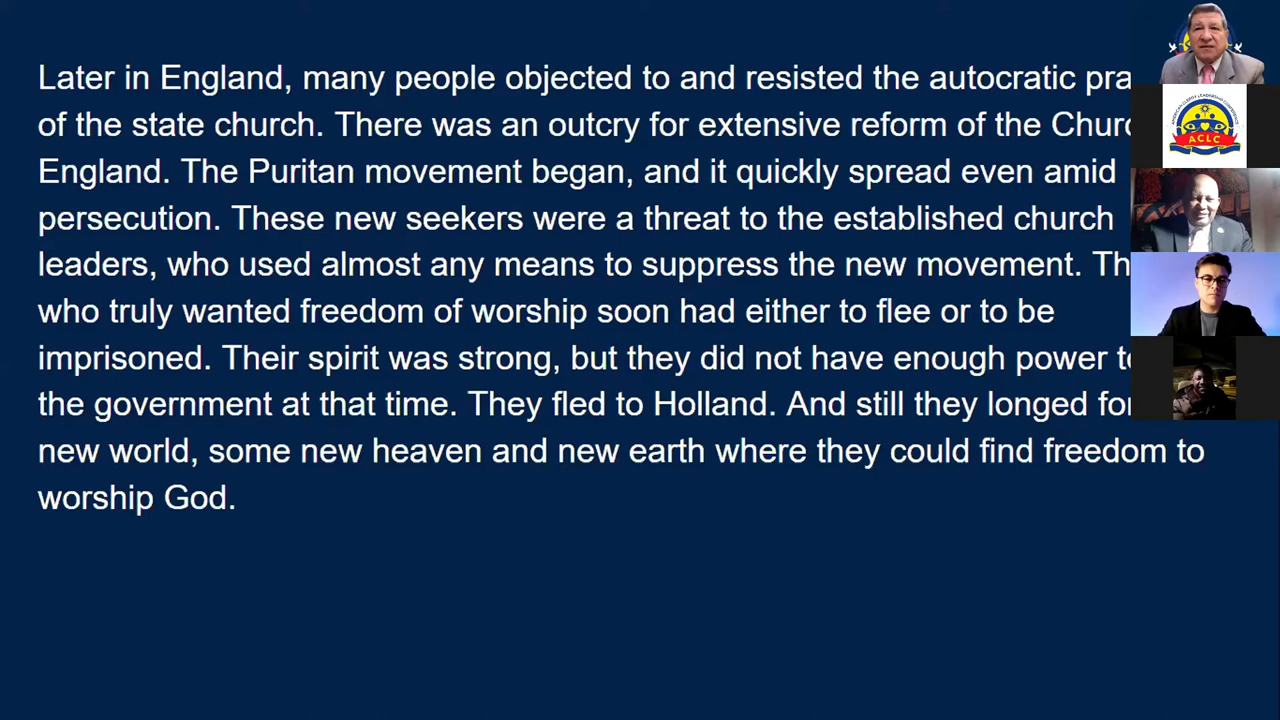 Later in England, many people objected to and resisted the autocratic
of the state church. There was an outcry for extensive reform of the
England. The Puritan movement began, and it quickly spread even amid
persecution. These new seekers were a threat to the established church
leaders, who used almost any means to suppress the new movement.
who truly wanted freedom of worship soon had either to flee or to be
imprisoned. Their spirit was strong, but they did not have enough power
the government at that time. They fled to Holland. And still they longed
new world, some new heaven and new earth where they could find freedom to
worship God.
AMERICAN CLERGY LEADERSHIP CONFERENCE
ACLC